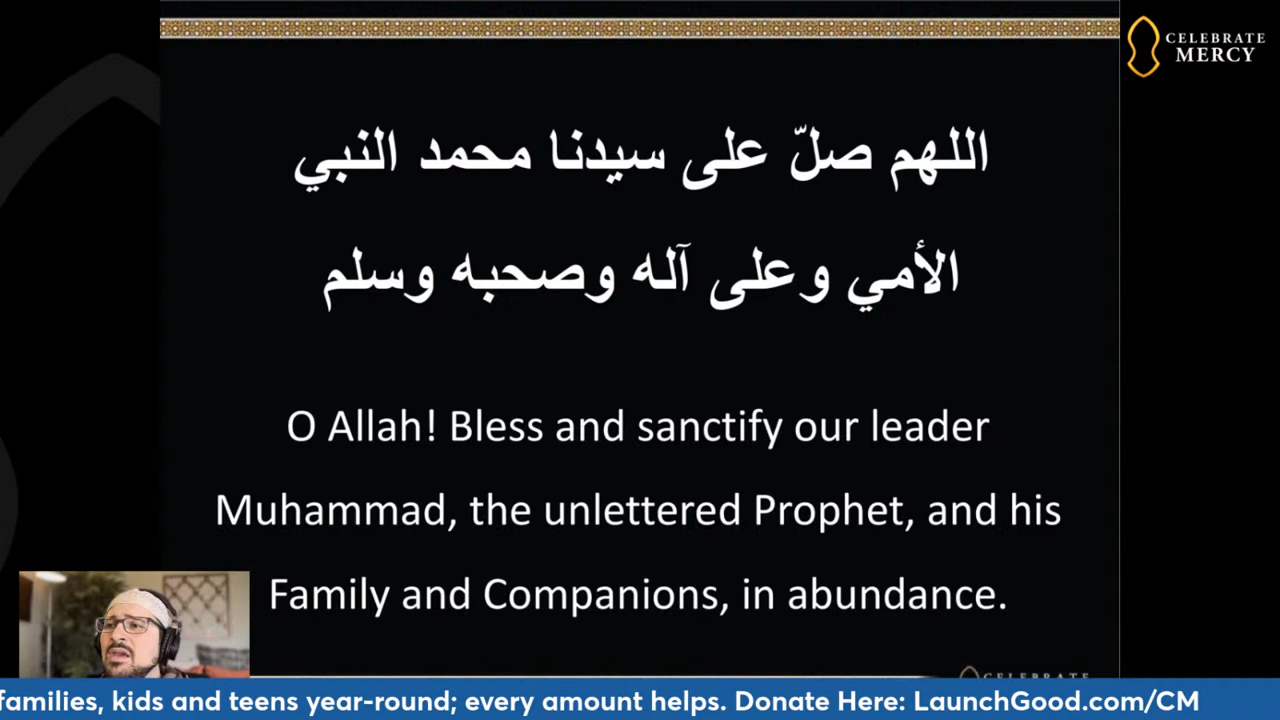 CELEBRATE
MERCY
اللهم صلّ على سيدنا محمد النبي
الأمي وعلى آله وصحبه وسلم
O Allah! Bless and sanctify our leader
Muhammad, the unlettered Prophet, and his
Family and Companions, in abundance.
CELEBRATE
families, kids and teens year-round; every amount helps. Donate Here: LaunchGood.com/CM